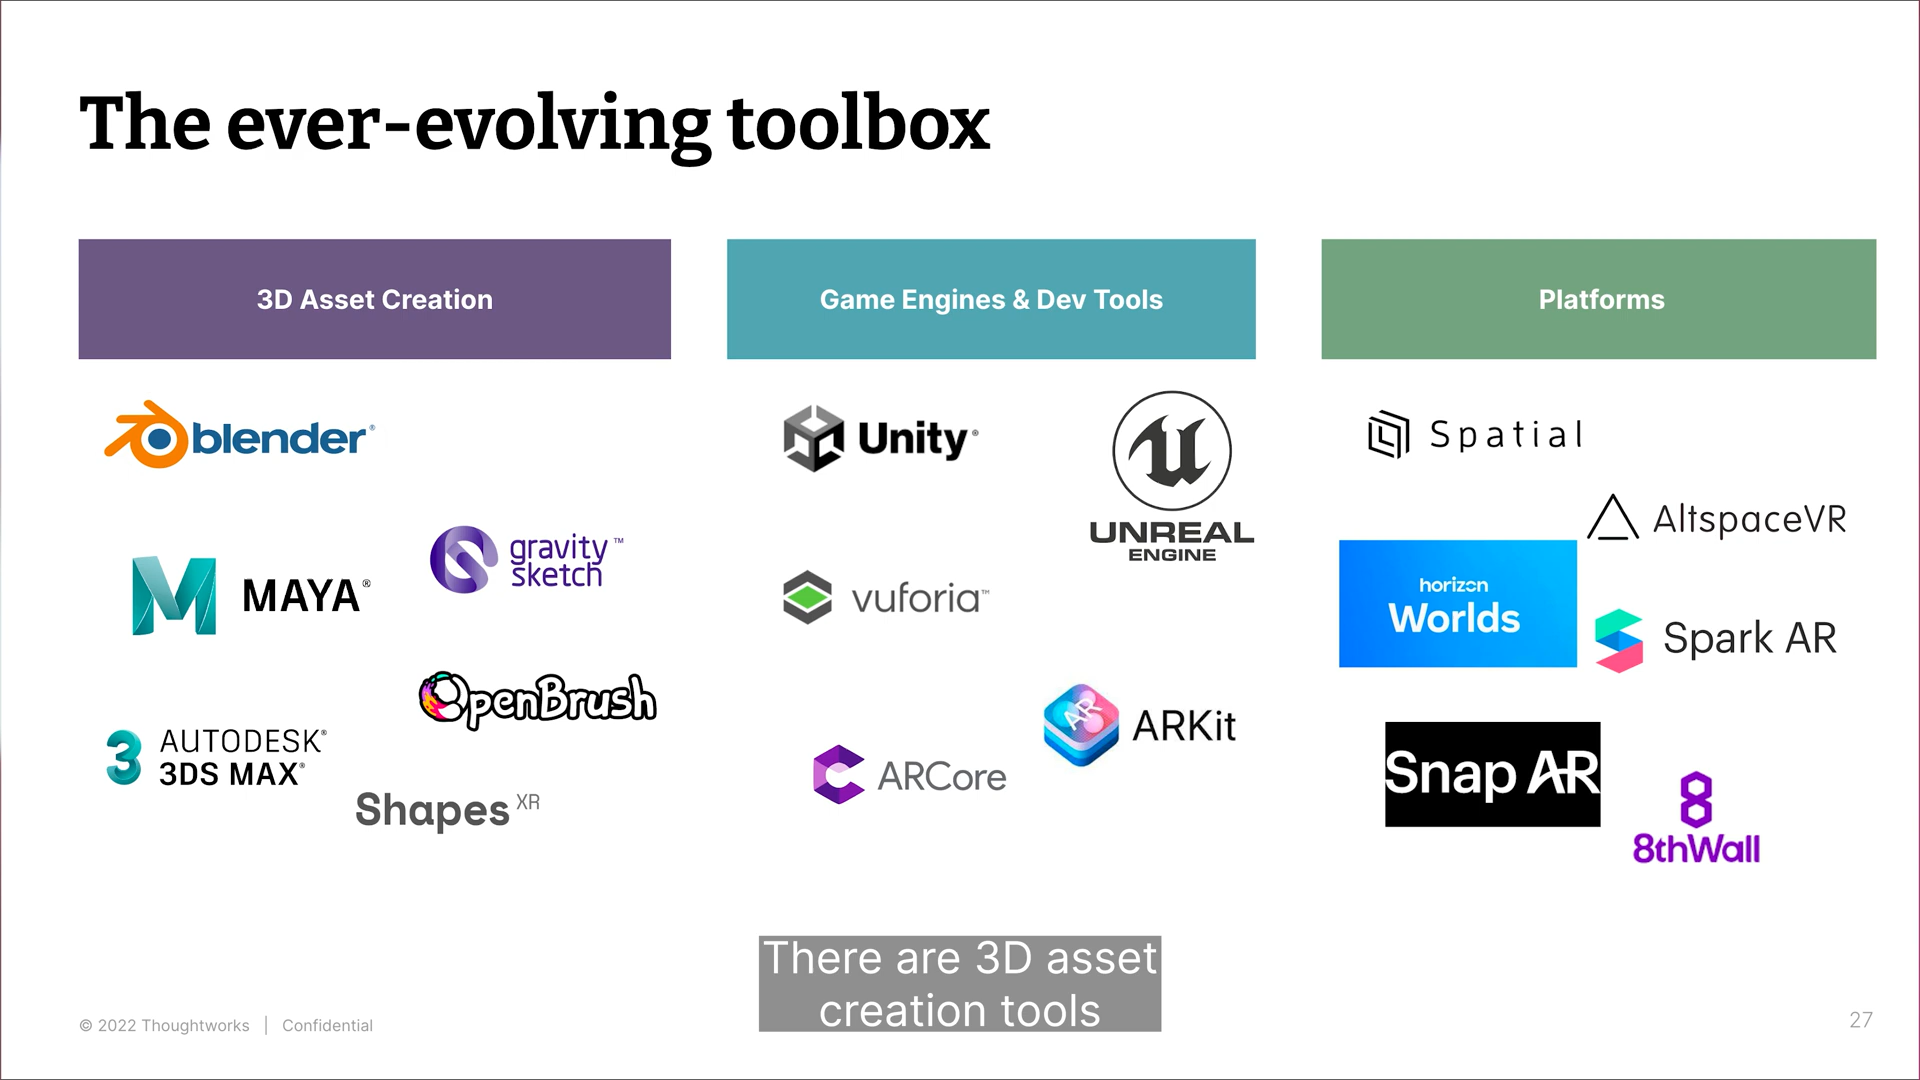 The ever-evolving toolbox
3D Asset Creation
blender®
MAYA®
gravity™
sketch
OpenBrush
AUTODESK®
3DS MAX®
Shapes XR
Game Engines & Dev Tools
Unity®
UNREAL
ENGINE
vuforia™
ARKit
ARCore
Platforms
Spatial
AltspaceVR
horizon
Worlds
Spark AR
Snap AR
8thWall
There are 3D asset
creation tools
© 2022 Thoughtworks | Confidential
27